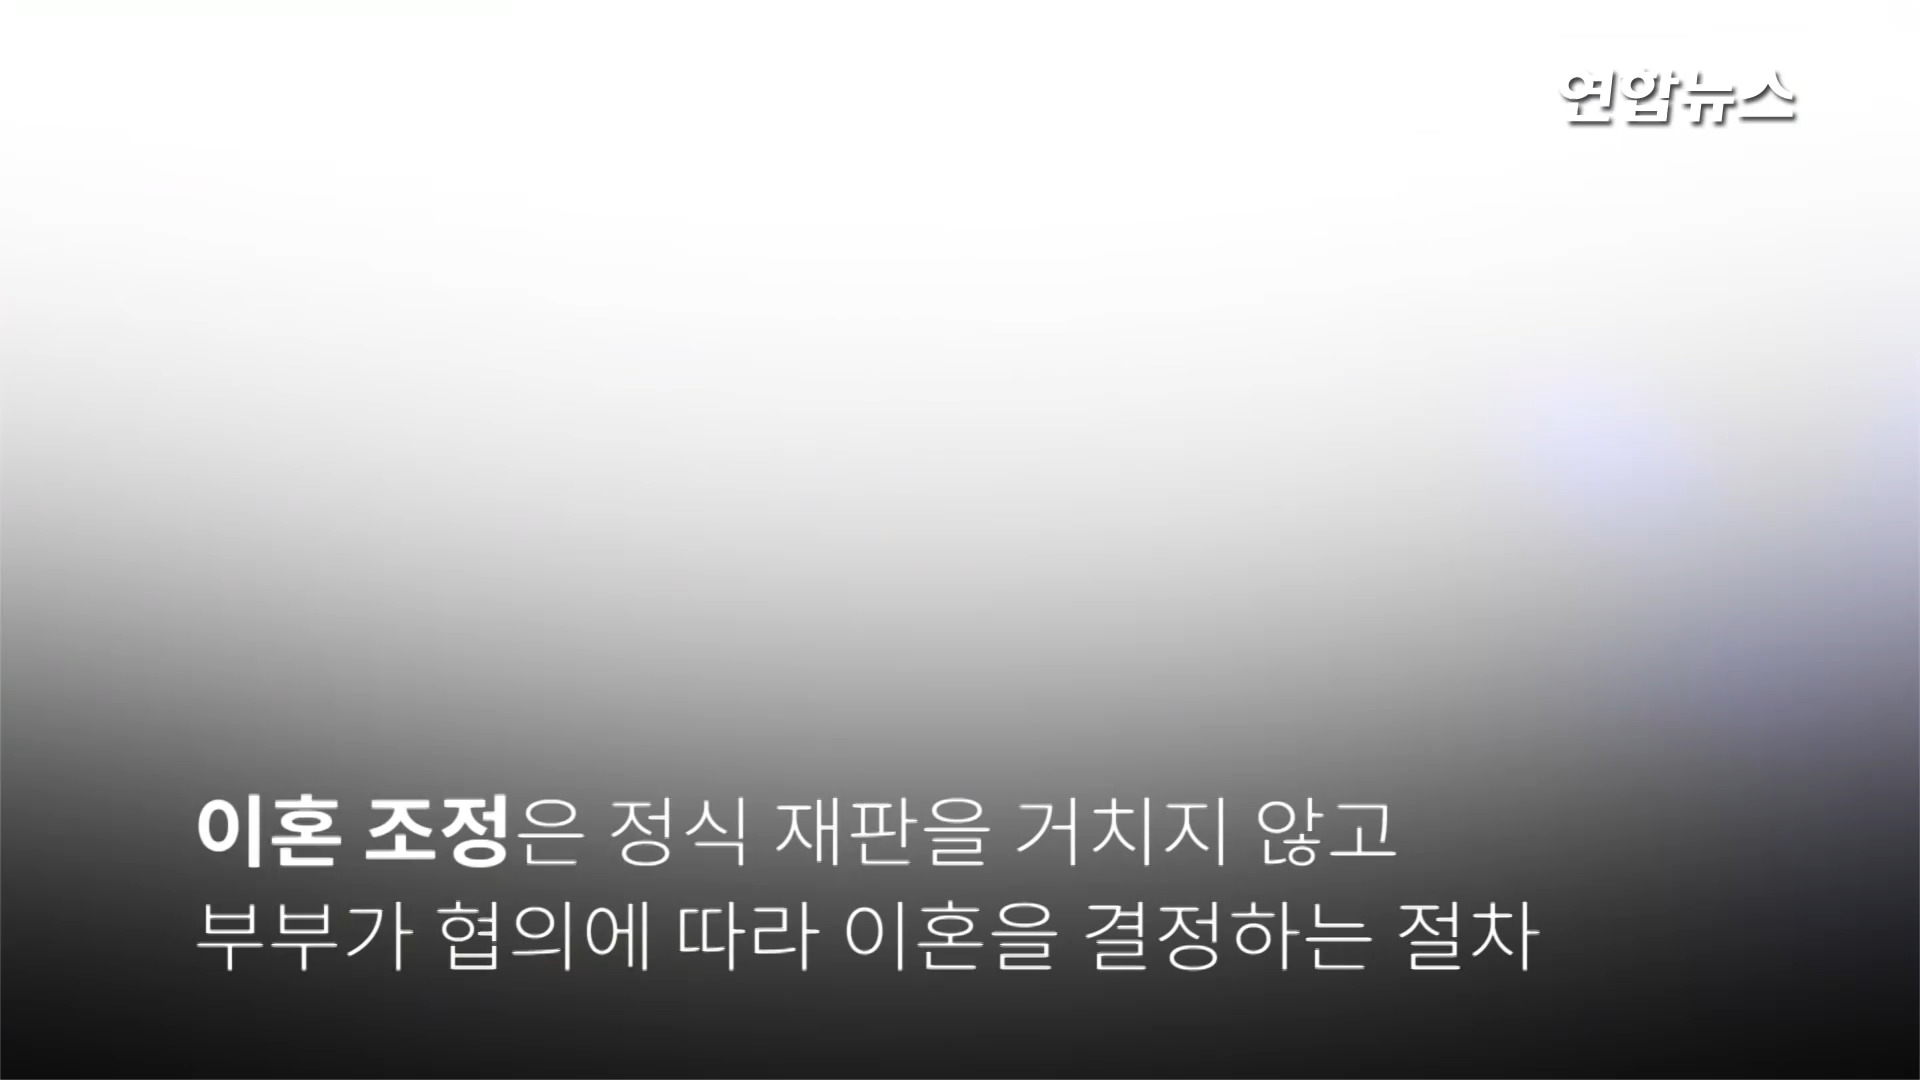 연합뉴스
이혼 조정은 정식 재판을 거치지 않고
부부가 협의에 따라 이혼을 결정하는 절차